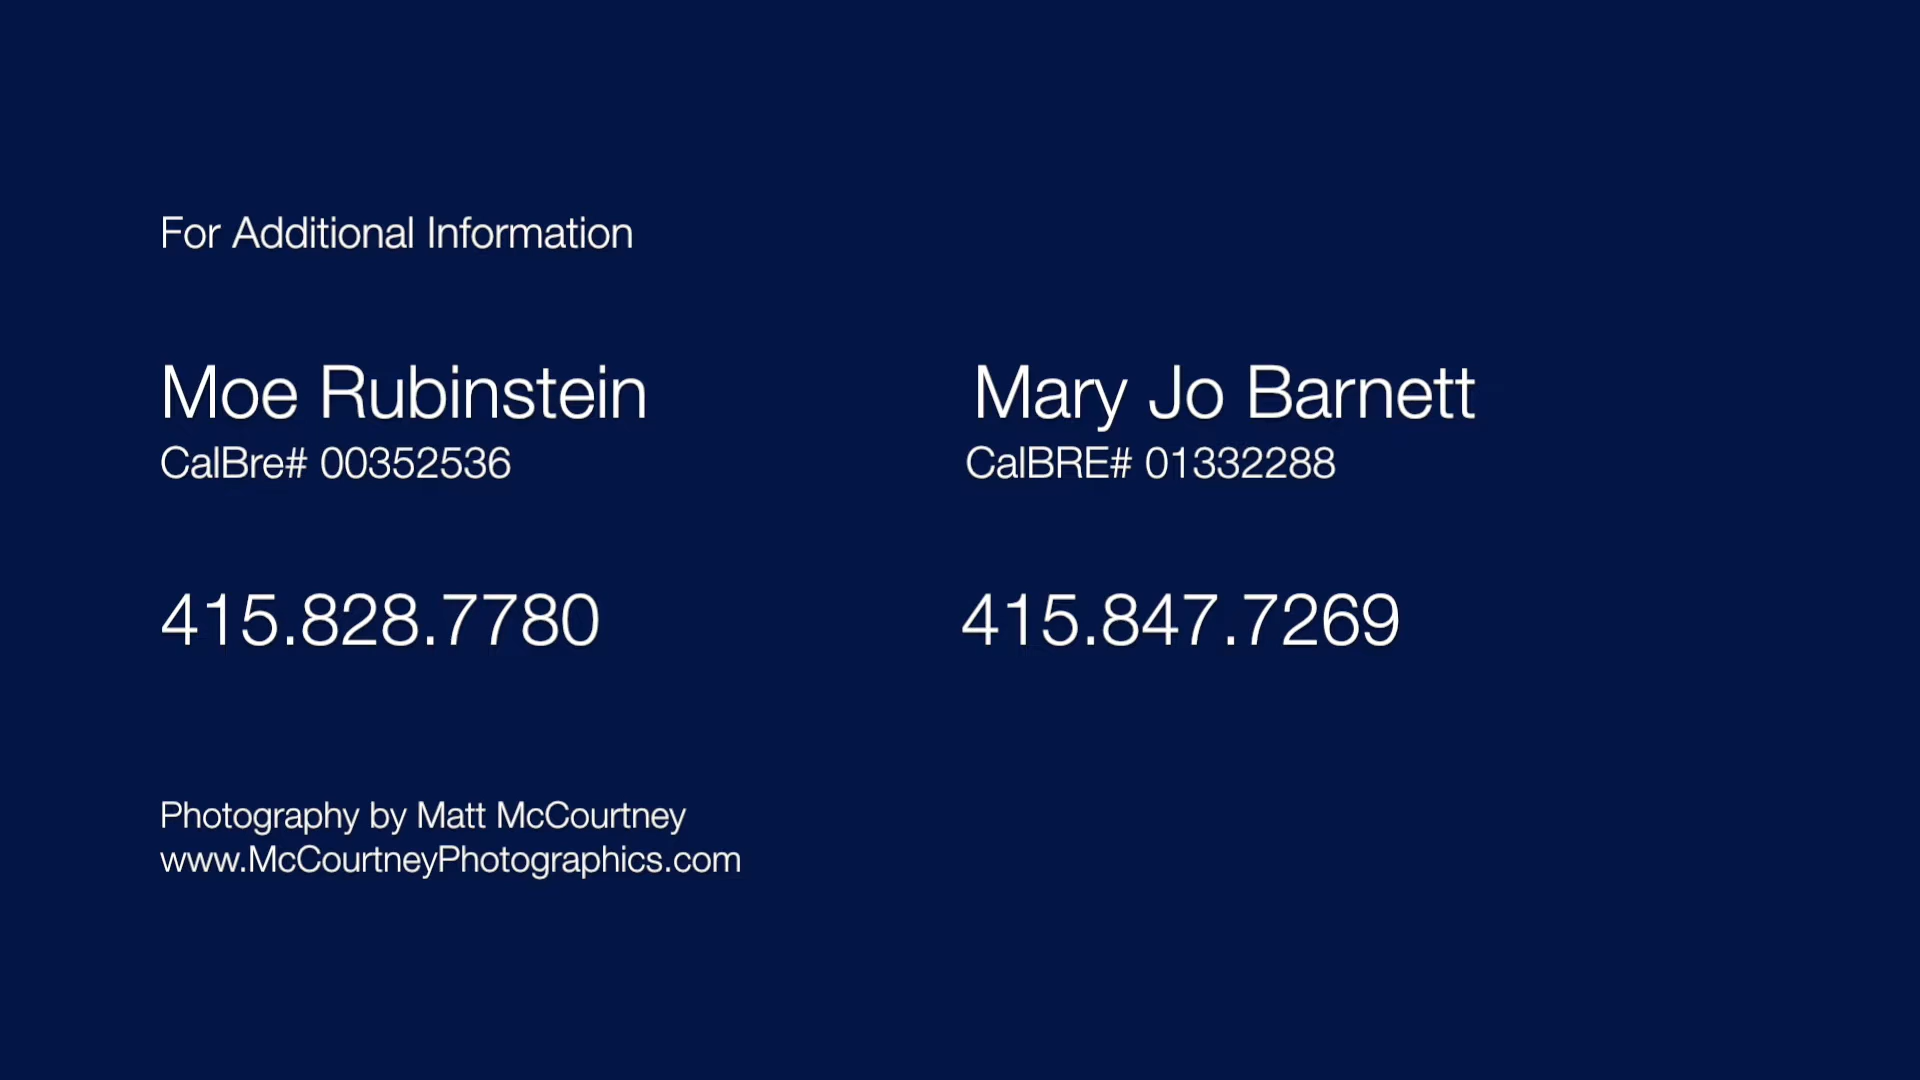 For Additional Information
Moe Rubinstein
CalBre# 00352536
415.828.7780
Mary Jo Barnett
CalBRE# 01332288
415.847.7269
Photography by Matt McCourtney
www.McCourtneyPhotographics.com